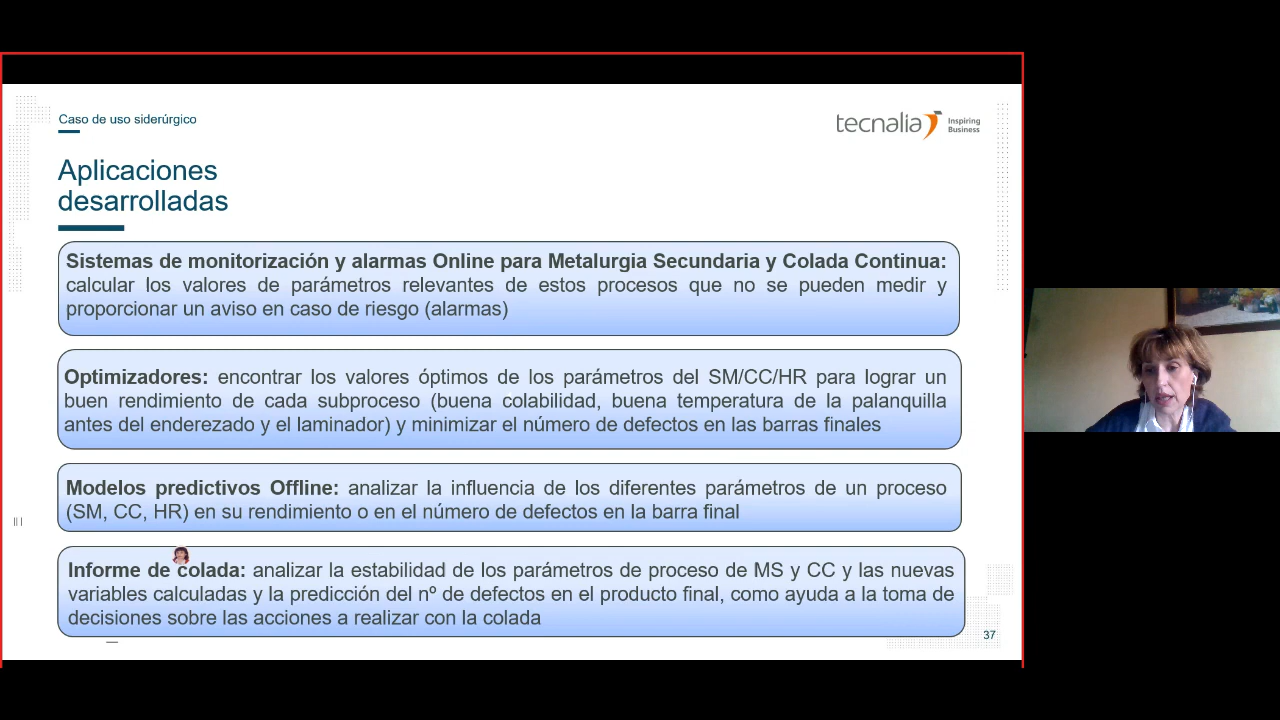 Caso de uso siderúrgico
tecnalia Inspiring
Business
Aplicaciones
desarrolladas
Sistemas de monitorización y alarmas Online para Metalurgia Secundaria y Colada Continua:
calcular los valores de parámetros relevantes de estos procesos que no se pueden medir y
proporcionar un aviso en caso de riesgo (alarmas)
Optimizadores: encontrar los valores óptimos de los parámetros del SM/CC/HR para lograr un
buen rendimiento de cada subproceso (buena colabilidad, buena temperatura de la palanquilla
antes del enderezado y el laminador) y minimizar el número de defectos en las barras finales
Modelos predictivos Offline: analizar la influencia de los diferentes parámetros de un proceso
(SM, CC, HR) en su rendimiento o en el número de defectos en la barra final
Informe de colada: analizar la estabilidad de los parámetros de proceso de MS y CC y las nuevas
variables calculadas y la predicción del nº de defectos en el producto final, como ayuda a la toma de
decisiones sobre las acciones a realizar con la colada
37